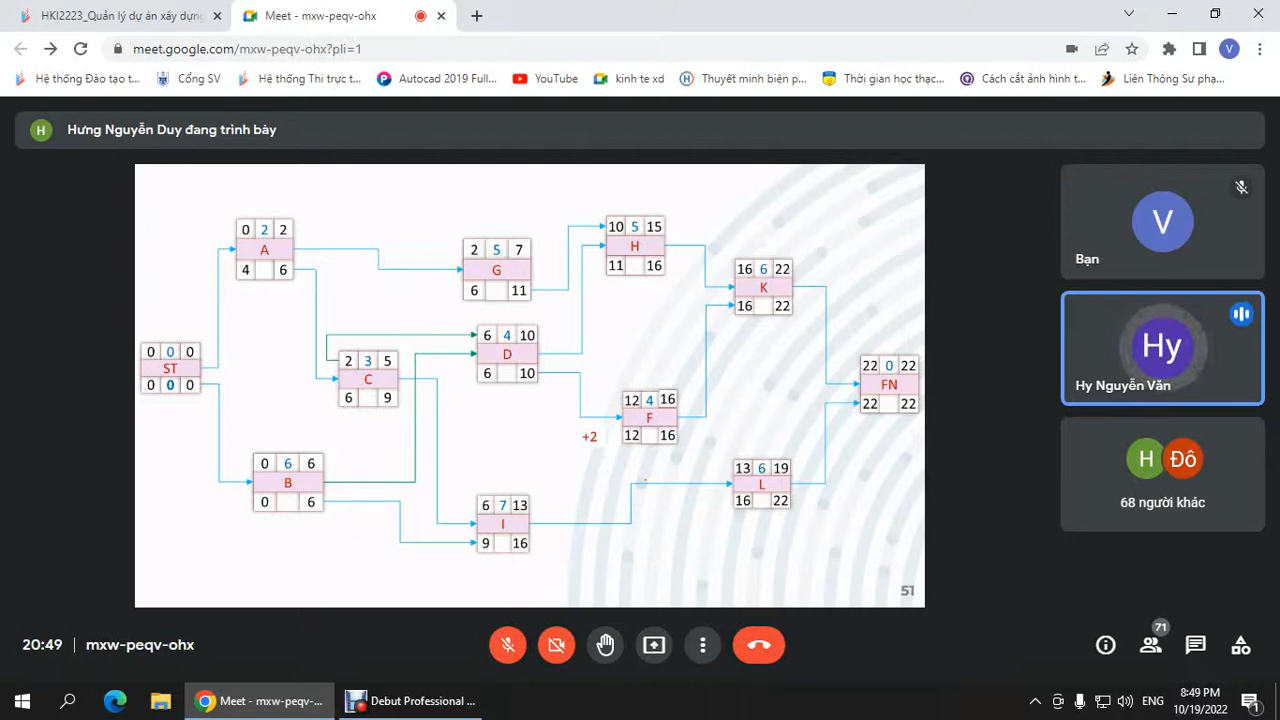 HKI2223_Quản lý dự án xây dựng
Meet - mxw-peqv-ohx
meet.google.com/mxw-peqv-ohx?pli=1
V
Hệ thống Đào tạo t...
Cổng SV
Hệ thống Thi trực t...
Autocad 2019 Full...
YouTube
kinh te xd
Thuyết minh biện p...
Thời gian học thạc...
Cách cắt ảnh hình t...
Liên Thông Sư phạ...
H
Hưng Nguyễn Duy đang trình bày
0 2 2
A
4 6
2 5 7
G
6 11
10 5 15
H
11 16
16 6 22
K
16 22
0 0 0
ST
0 0 0
2 3 5
C
6 9
6 4 10
D
6 10
12 4 16
F
12 16
+2
22 0 22
FN
22 22
0 6 6
B
0 6
6 7 13
I
9 16
13 6 19
L
16 22
51
V
Bạn
Hy
Hy Nguyễn Văn
H Đô
68 người khác
20:49 mxw-peqv-ohx
71
Meet - mxw-peqv-o...
Debut Professional ...
ENG
8:49 PM
10/19/2022
1